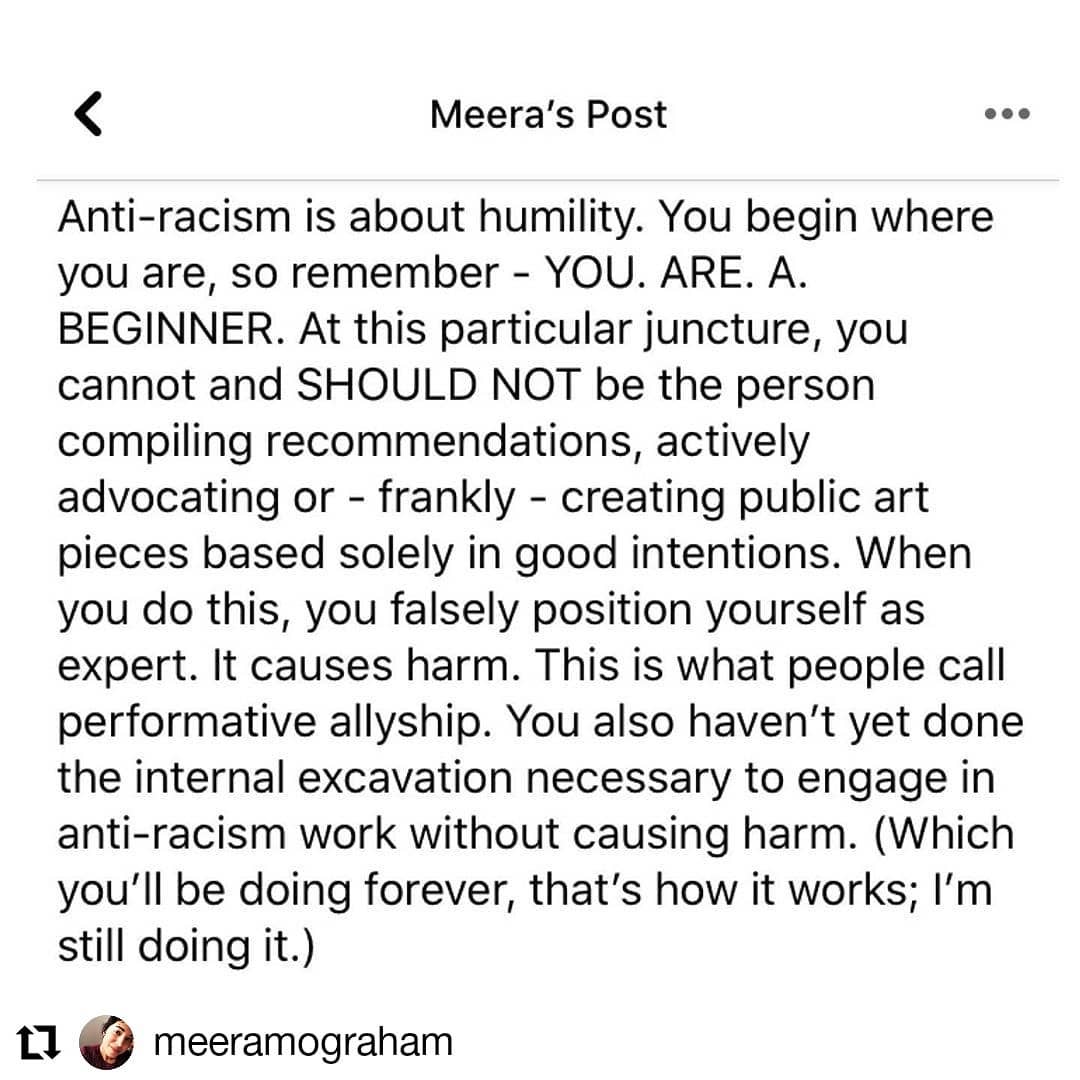 Meera's Post
Anti-racism is about humility. You begin where
you are, so remember - YOU. ARE. A.
BEGINNER. At this particular juncture, you
cannot and SHOULD NOT be the person
compiling recommendations, actively
advocating or - frankly - creating public art
pieces based solely in good intentions. When
you do this, you falsely position yourself as
expert. It causes harm. This is what people call
performative allyship. You also haven't yet done
the internal excavation necessary to engage in
anti-racism work without causing harm. (Which
you'll be doing forever, that's how it works; I'm
still doing it.)
meeramograham